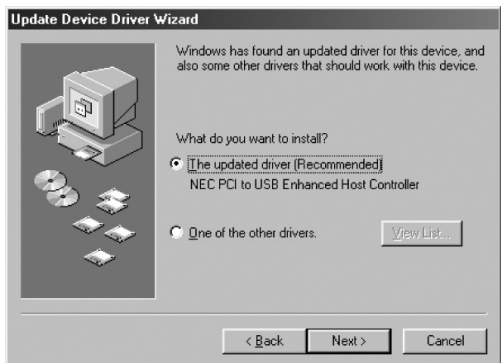 Update Device Driver Wizard
Windows has found an updated driver for this device, and
also some other drivers that should work with this device.
What do you want to install?
The updated driver (Recommended)
NEC PCI to USB Enhanced Host Controller
One of the other drivers.
View List...
< Back
Next >
Cancel